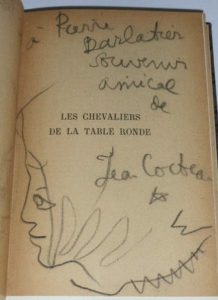 à Pierre
Barlatier
souvenir
amical
de
LES CHEVALIERS
DE LA TABLE RONDE
Jean Cocteau